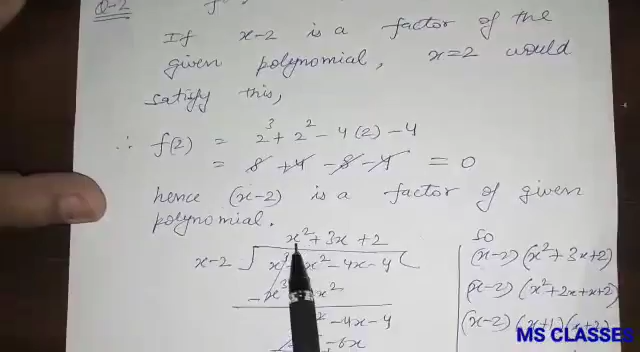 Q-2
If x-2 is a factor of the
given polynomial, x=2 would
satisfy this,
∴ f(2) = 2³ + 2² - 4(2) - 4
= 8 + 4 - 8 - 4 = 0
hence (x-2) is a factor of given
polynomial.
x² + 3x + 2
x-2 x³ x² - 4x - 4
- x³ x²
x² - 4x - 4
- 6x
so
(x-2) (x² + 3x + 2)
(x-2) (x² + 2x + x + 2)
(x-2) (x+1) (x+2)
MS CLASSES